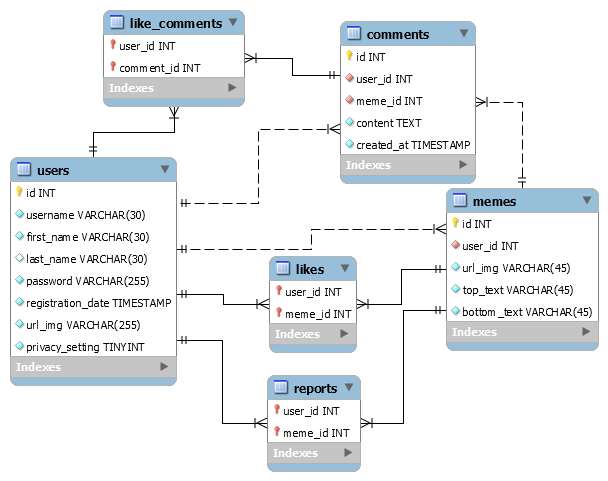 like_comments
user_id INT
comment_id INT
Indexes
comments
id INT
user_id INT
meme_id INT
content TEXT
created_at TIMESTAMP
Indexes
users
id INT
username VARCHAR(30)
first_name VARCHAR(30)
last_name VARCHAR(30)
password VARCHAR(255)
registration_date TIMESTAMP
url_img VARCHAR(255)
privacy_setting TINYINT
Indexes
memes
id INT
user_id INT
url_img VARCHAR(45)
top_text VARCHAR(45)
bottom_text VARCHAR(45)
Indexes
likes
user_id INT
meme_id INT
Indexes
reports
user_id INT
meme_id INT
Indexes